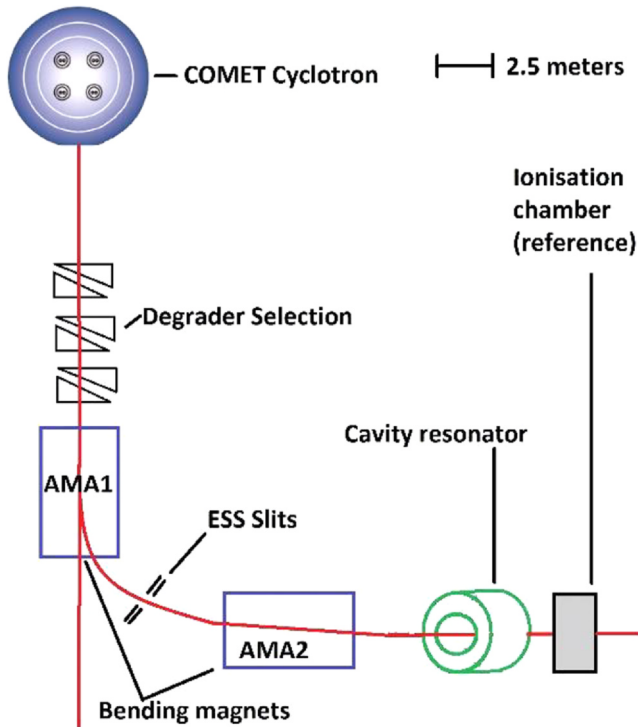 COMET Cyclotron
2.5 meters
Ionisation
chamber
(reference)
Degrader Selection
Cavity resonator
AMA1
ESS Slits
AMA2
Bending magnets